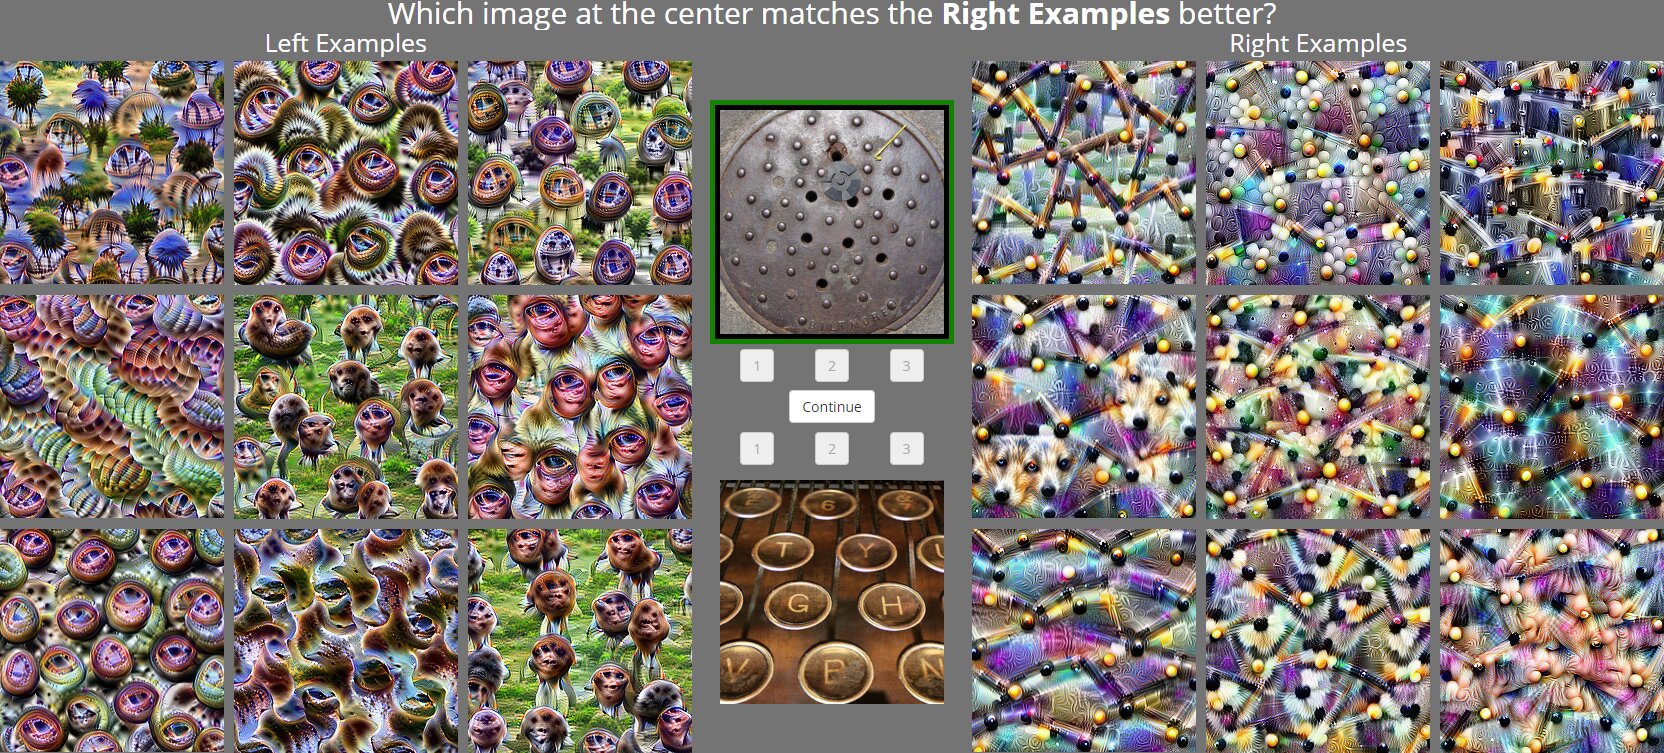 Which image at the center matches the Right Examples better?
Left Examples
Right Examples
BILTMORE
1 2 3
Continue
1 2 3
6
T Y U
G H
V B N